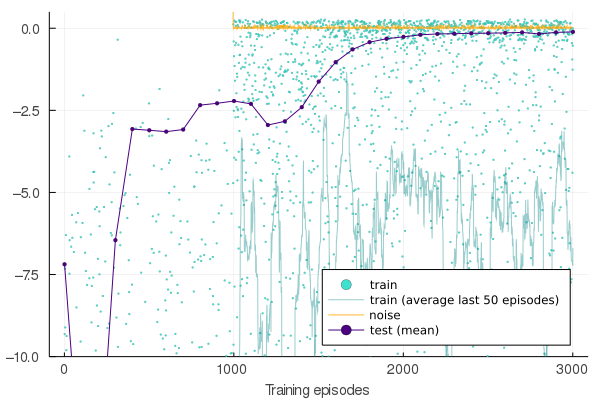 0.0
−2.5
−5.0
−7.5
−10.0
0
1000
2000
3000
Training episodes
train
train (average last 50 episodes)
noise
test (mean)